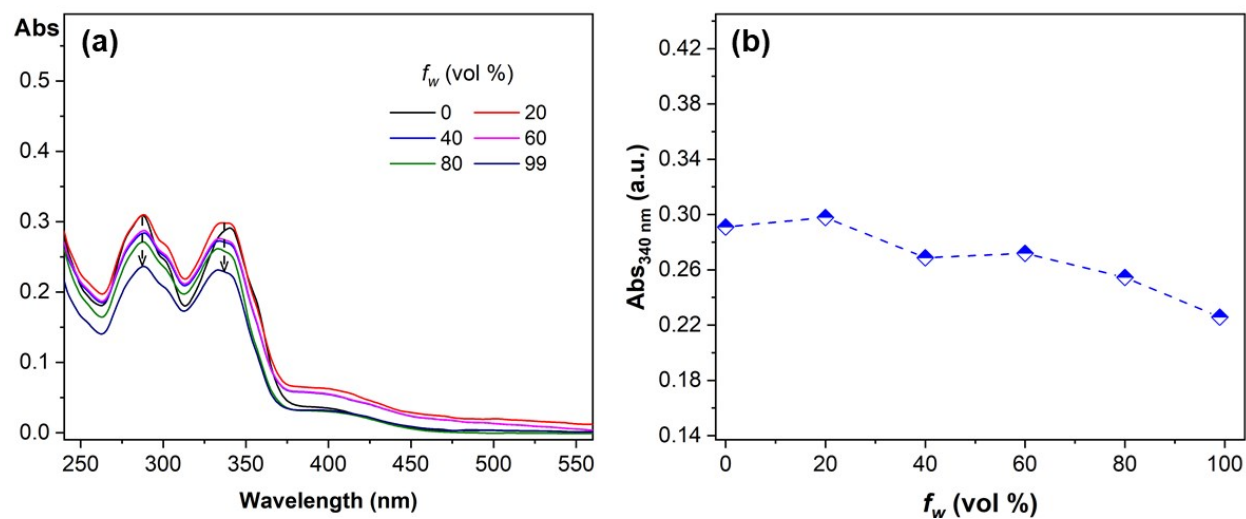 Abs
(a)
f_w (vol %)
0 20
40 60
80 99
0.5
0.4
0.3
0.2
0.1
0.0
240 300 350 400 450 500 550
Wavelength (nm)
(b)
Abs_340 nm (a.u.)
0.42
0.38
0.34
0.30
0.26
0.22
0.18
0.14
0 20 40 60 80 100
f_w (vol %)